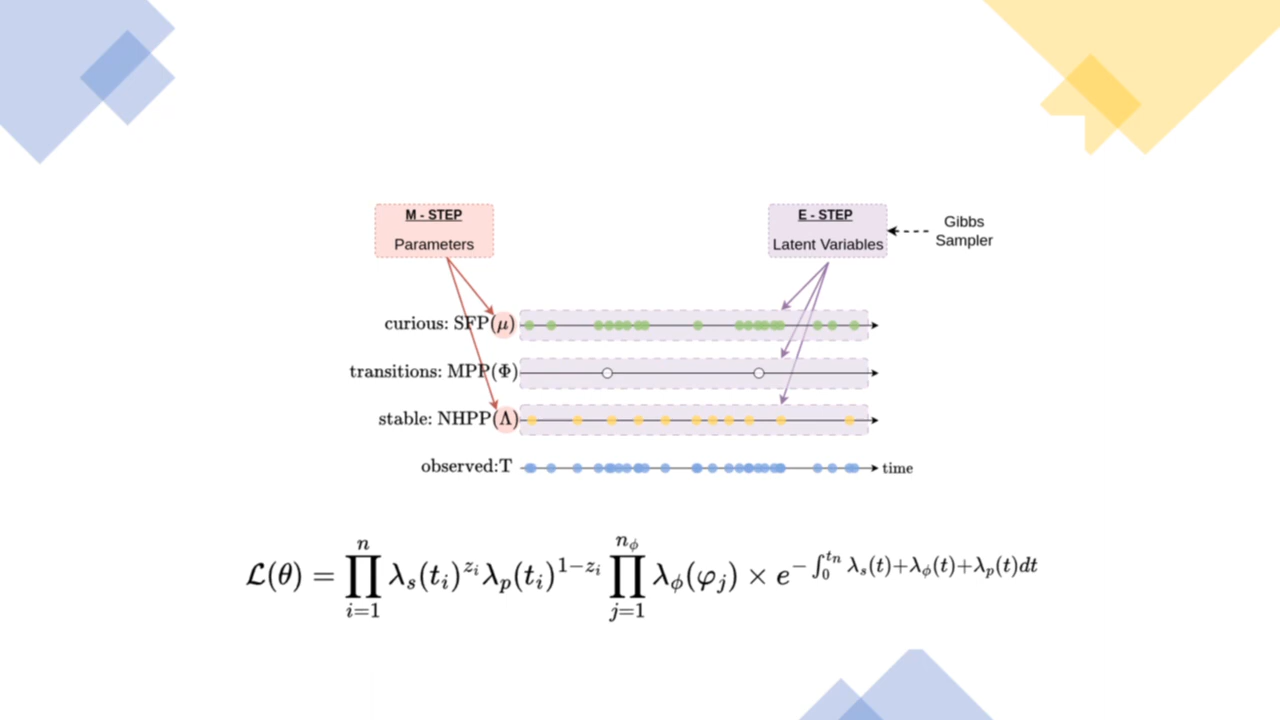 M - STEP
Parameters
E - STEP
Latent Variables
Gibbs
Sampler
curious: SFP(μ)
transitions: MPP(Φ)
stable: NHPP(Λ)
observed:T
time
ℒ(θ) = ∏_{i=1}^{n} λ_s(t_i)^{z_i} λ_p(t_i)^{1−z_i} ∏_{j=1}^{n_ϕ} λ_ϕ(φ_j) × e^{−∫_0^{t_n} λ_s(t)+λ_ϕ(t)+λ_p(t)dt}